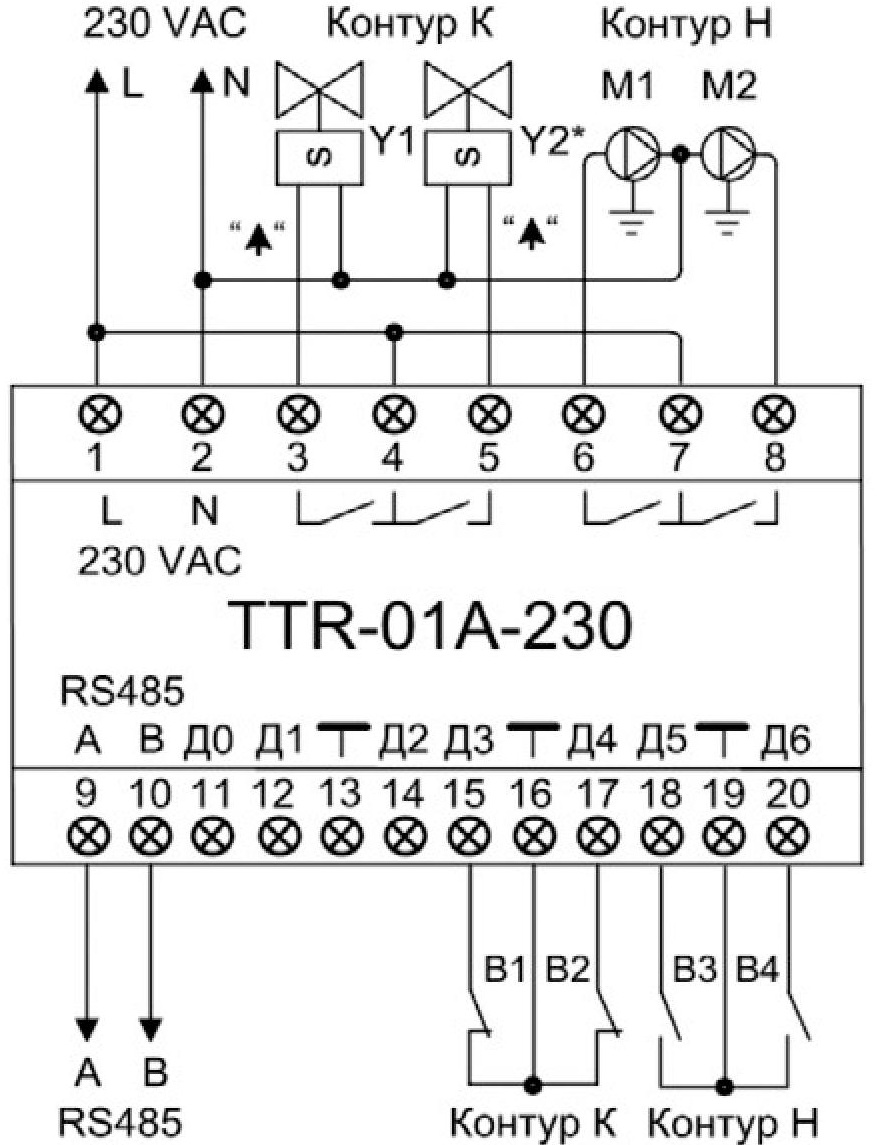 230 VAC Контур К Контур Н
L N M1 M2
Y1 Y2*
“ “ “ “
1 2 3 4 5 6 7 8
L N
230 VAC
TTR-01A-230
RS485
A B Д0 Д1 Д2 Д3 Д4 Д5 Д6
9 10 11 12 13 14 15 16 17 18 19 20
B1 B2 B3 B4
A B
RS485 Контур К Контур Н